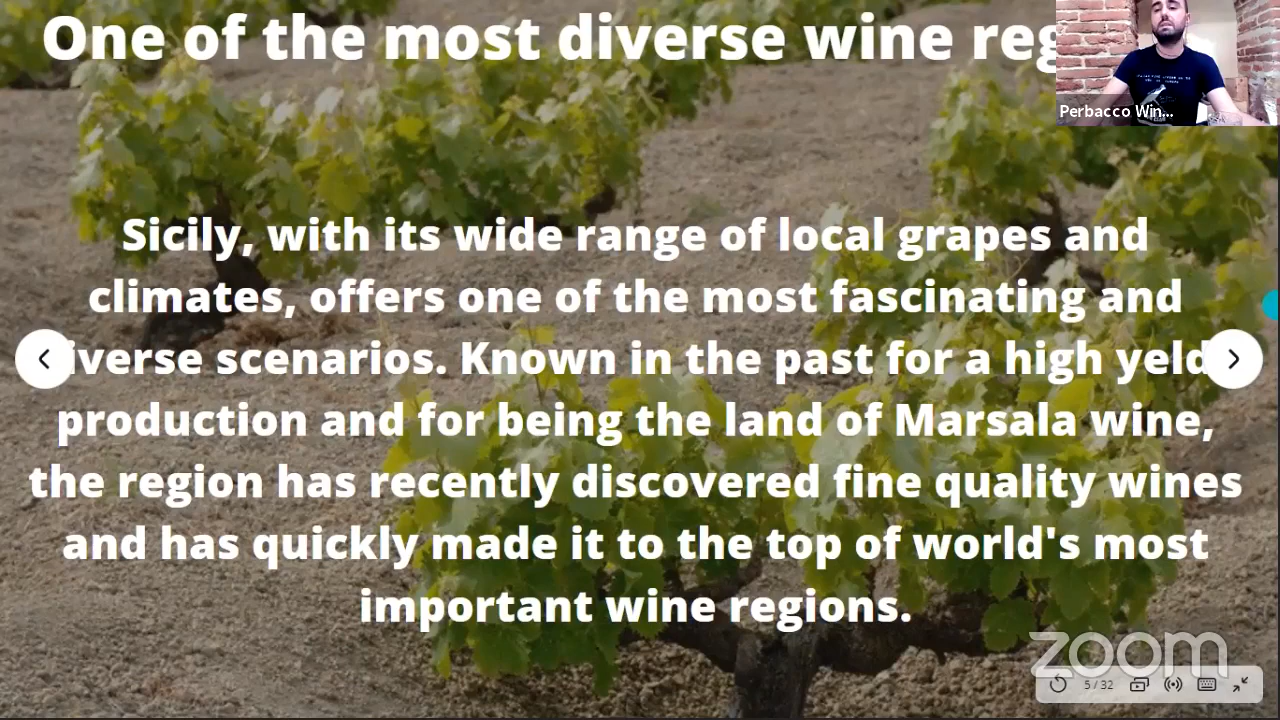 One of the most diverse wine reg
Perbacco Win...
Sicily, with its wide range of local grapes and
climates, offers one of the most fascinating and
iverse scenarios. Known in the past for a high yeld
production and for being the land of Marsala wine,
the region has recently discovered fine quality wines
and has quickly made it to the top of world's most
important wine regions.
zoom
5 / 32